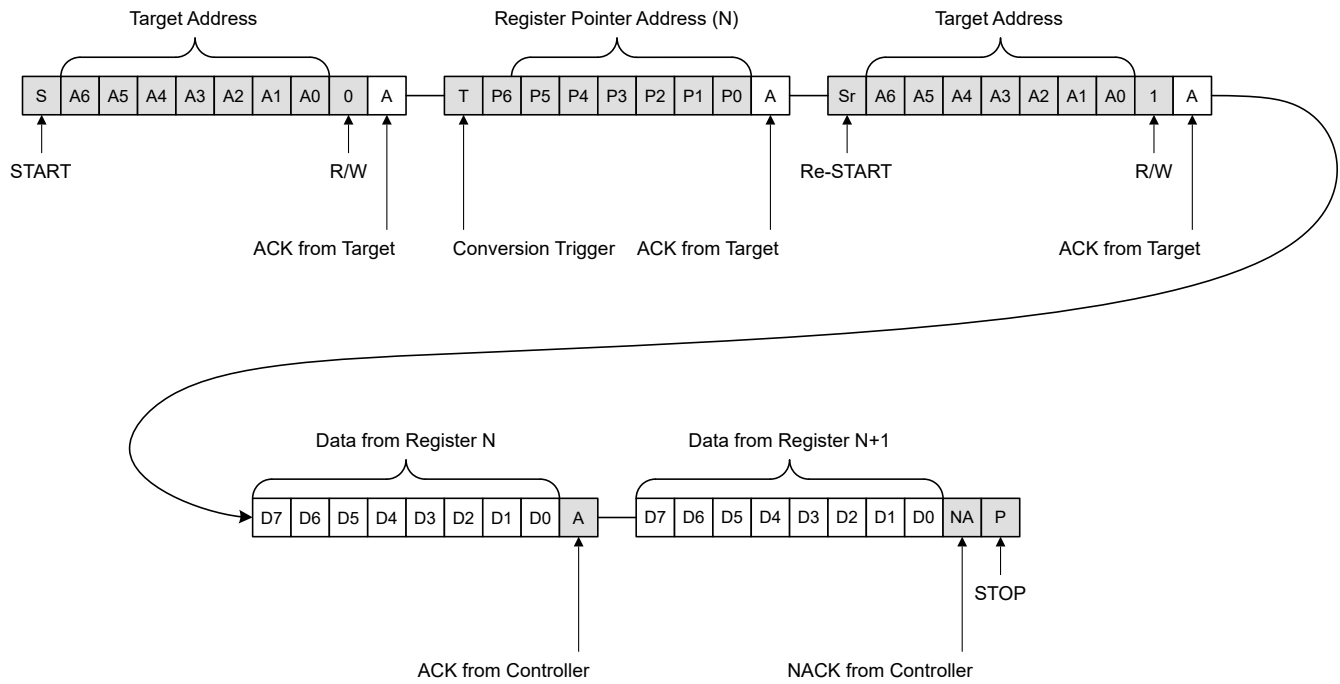 Target Address
Register Pointer Address (N)
Target Address
S A6 A5 A4 A3 A2 A1 A0 0 A
T P6 P5 P4 P3 P2 P1 P0 A
Sr A6 A5 A4 A3 A2 A1 A0 1 A
START
R/W
Re-START
R/W
ACK from Target
Conversion Trigger
ACK from Target
ACK from Target
Data from Register N
Data from Register N+1
D7 D6 D5 D4 D3 D2 D1 D0 A
D7 D6 D5 D4 D3 D2 D1 D0 NA P
STOP
ACK from Controller
NACK from Controller